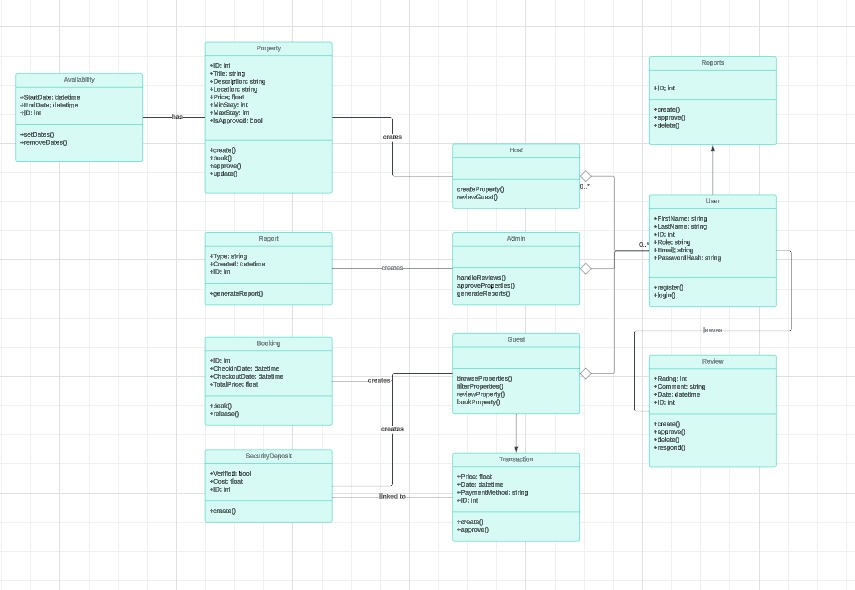 Availability
+StartDate: datetime
+EndDate: datetime
+ID: int
+setDates()
+removeDates()
has
Property
+ID: int
+Title: string
+Description: string
+Location: string
+Price: float
+MinStay: int
+MaxStay: int
+IsApproved: bool
+create()
+book()
+approve()
+update()
creates
Host
createProperty()
reviewGuest()
0..*
Reports
+ID: int
+create()
+approve()
+delete()
User
+FirstName: string
+LastName: string
+ID: int
+Role: string
+Email: string
+PasswordHash: string
+register()
+login()
0..*
Report
+Type: string
+Created: datetime
+ID: int
+generateReport()
creates
Admin
handleReviews()
approveProperties()
generateReports()
Booking
+ID: int
+CheckinDate: datetime
+CheckoutDate: datetime
+TotalPrice: float
+book()
+release()
creates
Guest
BrowseProperties()
filterProperties()
reviewProperty()
bookProperty()
leaves
Review
+Rating: int
+Comment: string
+Date: datetime
+ID: int
+create()
+approve()
+delete()
+respond()
creates
SecurityDeposit
+Verified: bool
+Cost: float
+ID: int
+create()
linked to
Transaction
+Price: float
+Date: datetime
+PaymentMethod: string
+ID: int
+create()
+approve()